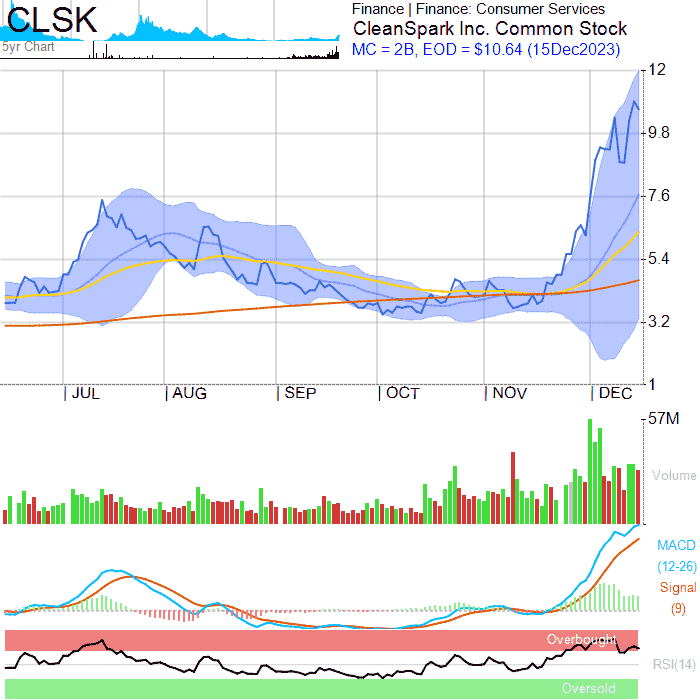 CLSK
5yr Chart
Finance | Finance: Consumer Services
CleanSpark Inc. Common Stock
MC = 2B, EOD = $10.64 (15Dec2023)
12
9.8
7.6
5.4
3.2
1
| JUL | AUG | SEP | OCT | NOV | DEC
57M
Volume
MACD
(12-26)
Signal
(9)
Overbought
RSI(14)
Oversold